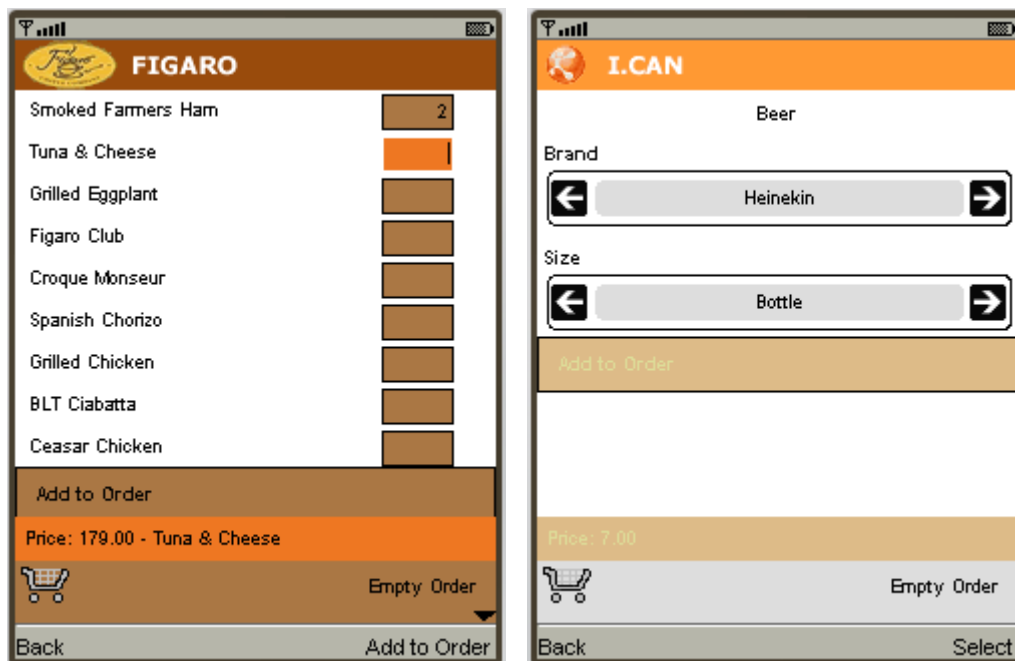 FIGARO
Smoked Farmers Ham 2
Tuna & Cheese
Grilled Eggplant
Figaro Club
Croque Monseur
Spanish Chorizo
Grilled Chicken
BLT Ciabatta
Ceasar Chicken
Add to Order
Price: 179.00 - Tuna & Cheese
Empty Order
Back Add to Order
I.CAN
Beer
Brand
Heinekin
Size
Bottle
Add to Order
Price: 7.00
Empty Order
Back Select